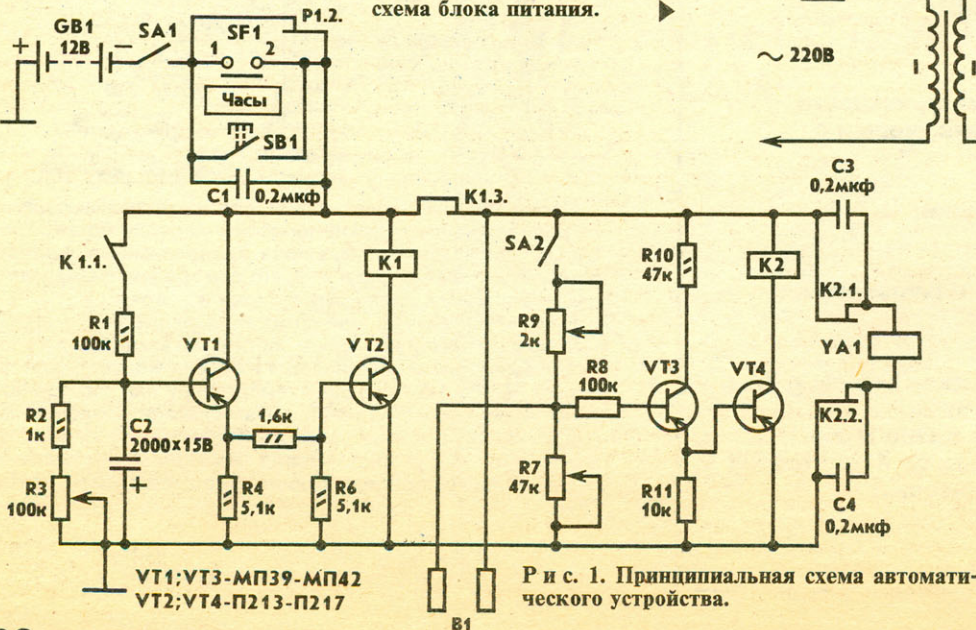 схема блока питания.
P1.2.
GB1
12В
SA1
SF1
+
−
1
2
Часы
SB1
C1
0,2мкф
~ 220В
I
C3
0,2мкф
K1.3.
K 1.1.
K1
SA2
R10
47к
K2
K2.1.
YA1
R1
100к
VT1
VT2
R9
2к
R8
100к
VT3
VT4
K2.2.
R2
1к
C2
2000x15В
+
1,6к
R3
100к
R4
5,1к
R6
5,1к
R7
47к
R11
10к
C4
0,2мкф
VT1;VT3-МП39-МП42
VT2;VT4-П213-П217
B1
Рис. 1. Принципиальная схема автомати-
ческого устройства.